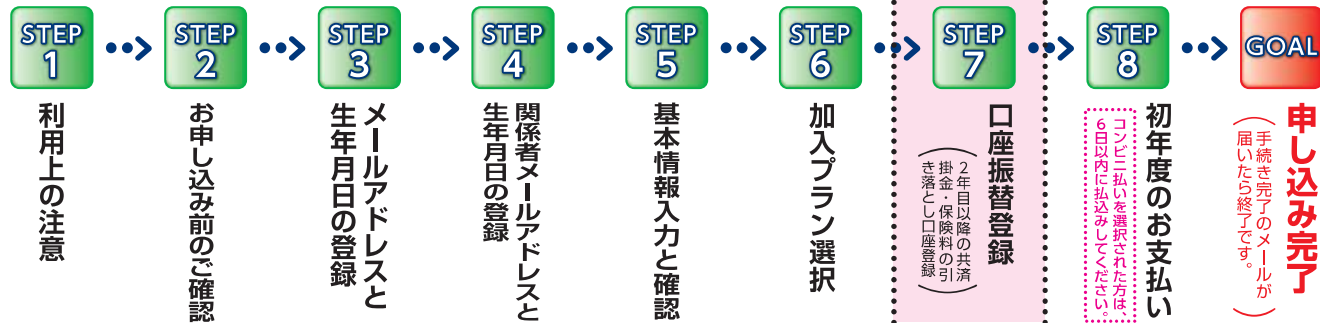 STEP
1
利用上の注意
STEP
2
お申し込み前のご確認
STEP
3
メールアドレスと
生年月日の登録
STEP
4
関係者メールアドレスと
生年月日の登録
STEP
5
基本情報入力と確認
STEP
6
加入プラン選択
STEP
7
口座振替登録
(2年目以降の共済
掛金・保険料の引
き落とし口座登録)
STEP
8
初年度のお支払い
コンビニ払いを選択された方は、
6日以内に払込みしてください。
GOAL
申し込み完了
(手続き完了のメールが
届いたら終了です。)